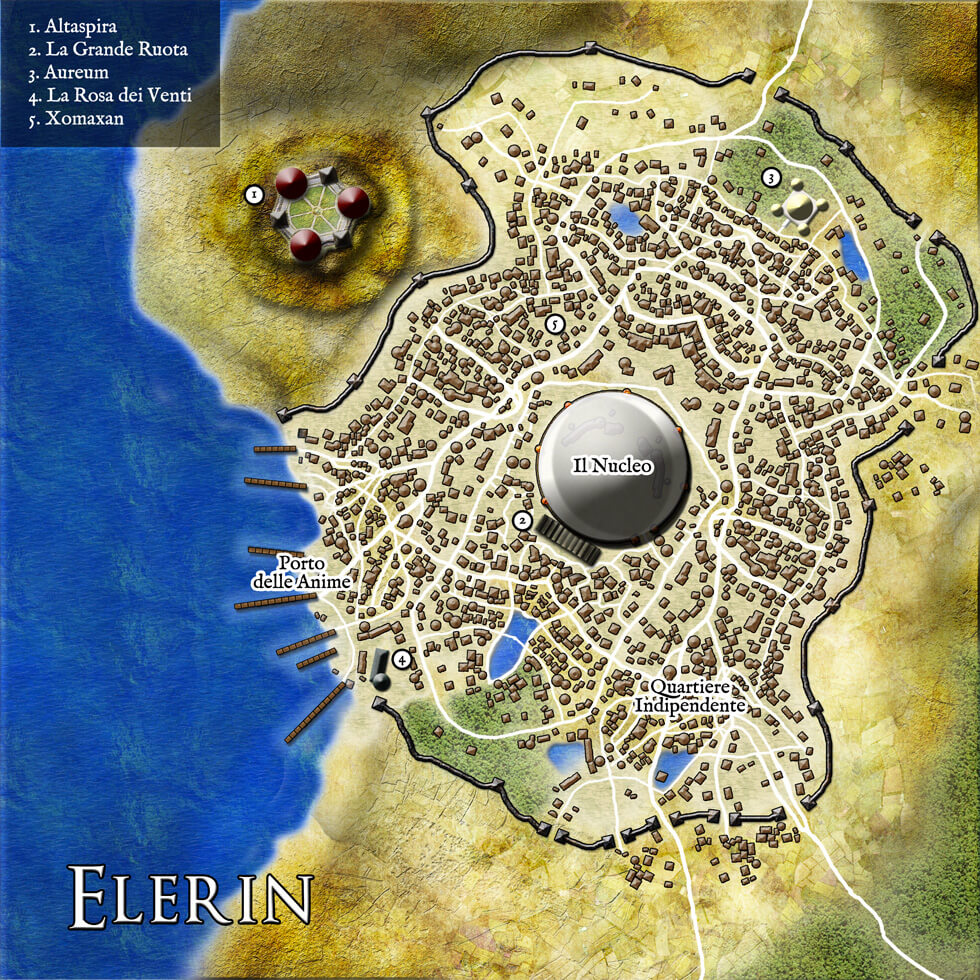 1. Altaspira
2. La Grande Ruota
3. Aureum
4. La Rosa dei Venti
5. Xomaxan
1
3
5
Il Nucleo
2
Porto
delle Anime
4
Quartiere
Indipendente
ELERIN